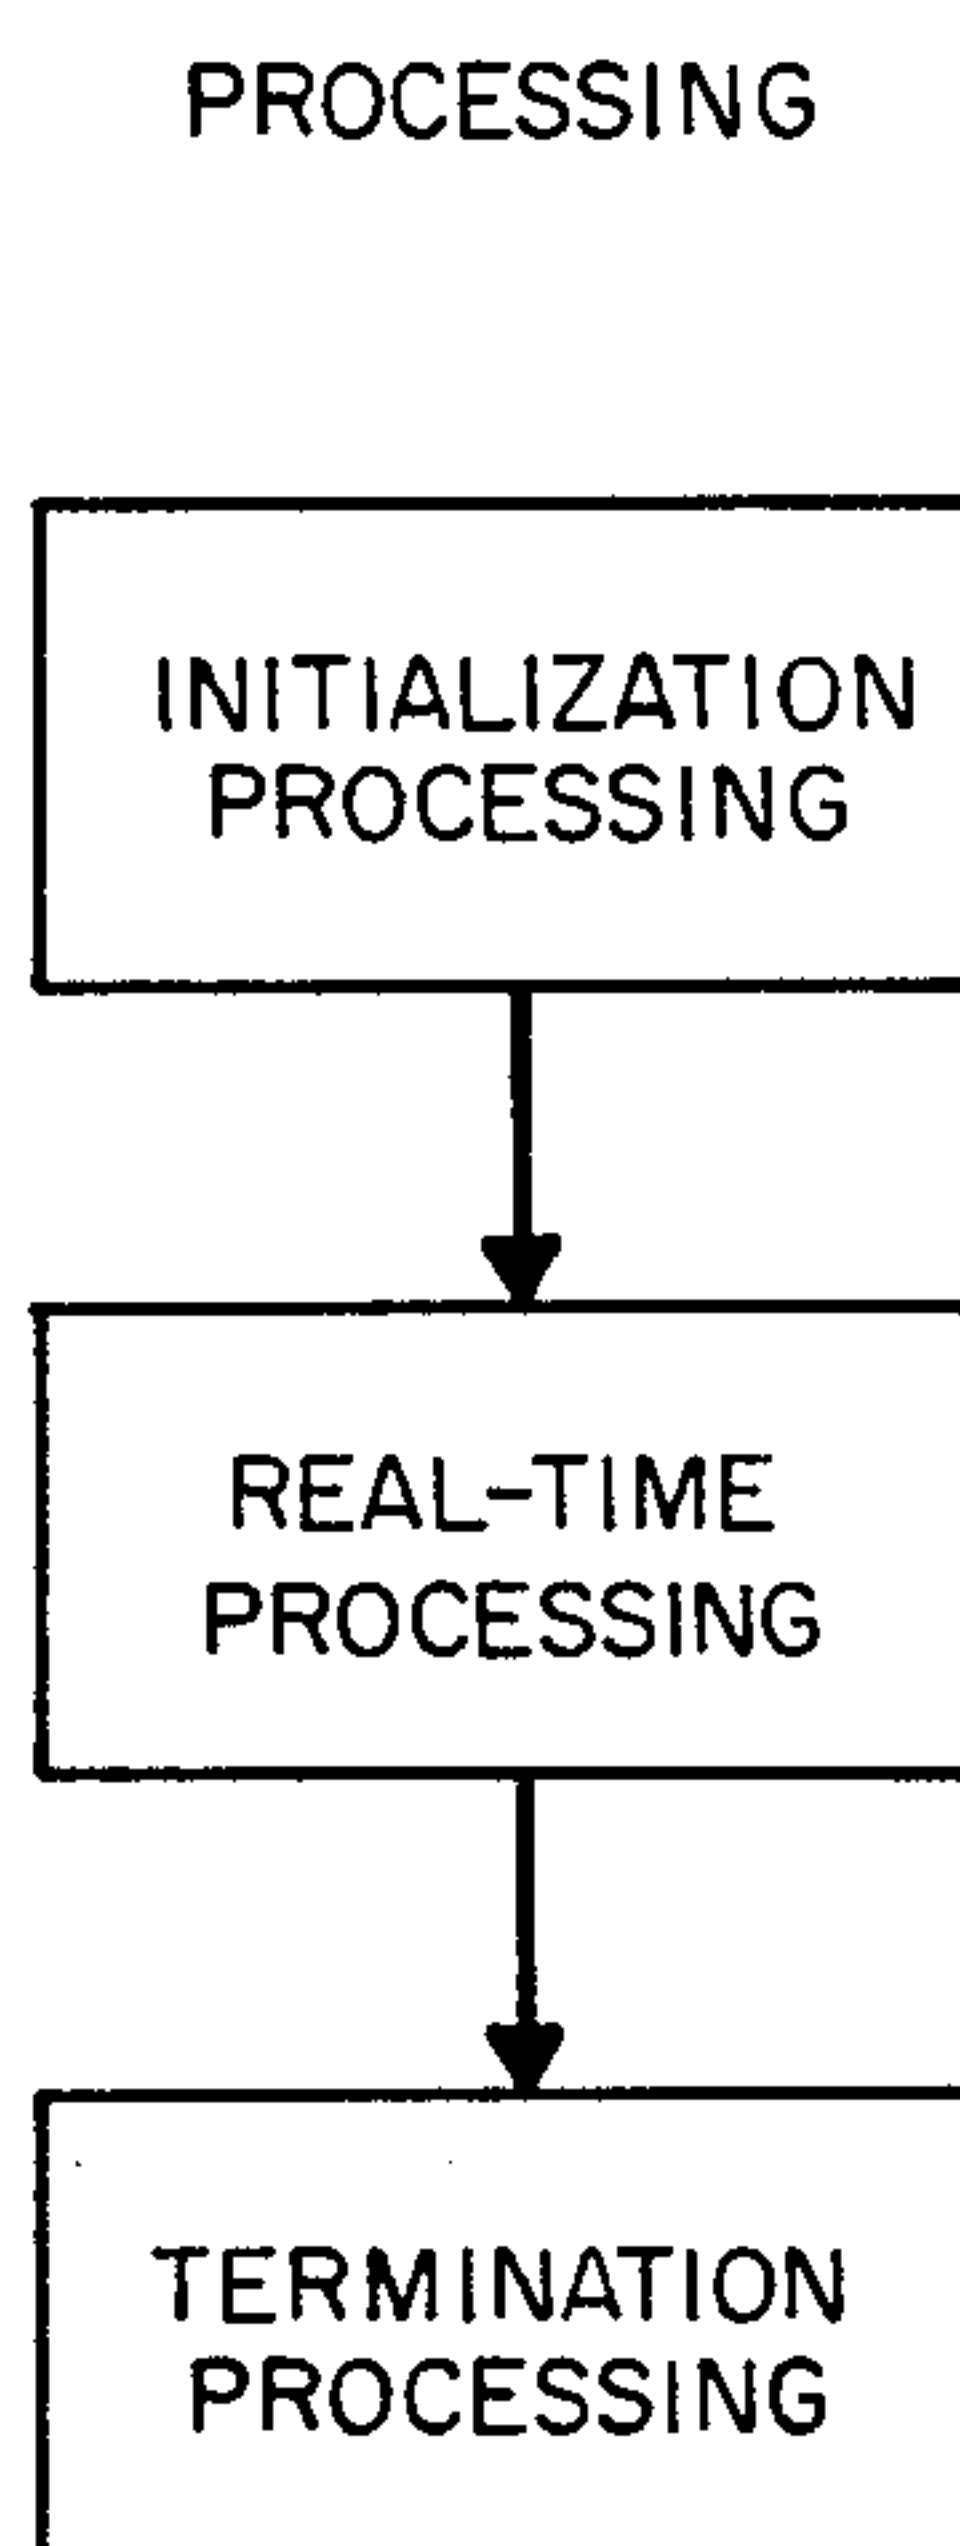 PROCESSING
INITIALIZATION
PROCESSING
REAL-TIME
PROCESSING
TERMINATION
PROCESSING